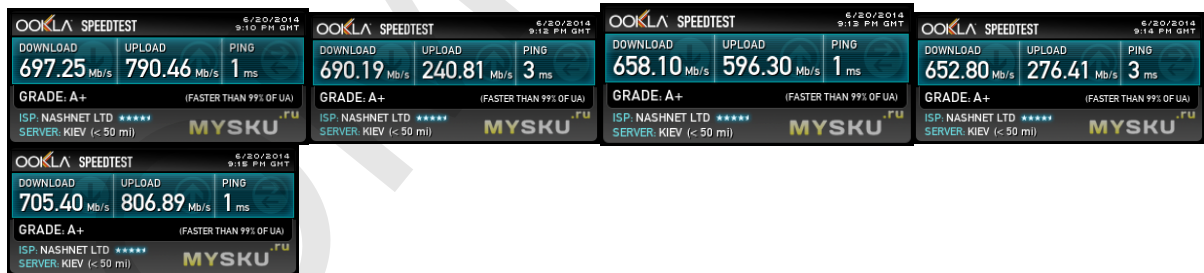 OOKLA SPEEDTEST 6/20/2014
9:10 PM GMT
DOWNLOAD UPLOAD PING
697.25 Mb/s 790.46 Mb/s 1 ms
GRADE: A+ (FASTER THAN 99% OF UA)
ISP: NASHNET LTD
SERVER: KIEV (< 50 mi)
MYSKU.ru
OOKLA SPEEDTEST 6/20/2014
9:12 PM GMT
DOWNLOAD UPLOAD PING
690.19 Mb/s 240.81 Mb/s 3 ms
GRADE: A+ (FASTER THAN 99% OF UA)
ISP: NASHNET LTD
SERVER: KIEV (< 50 mi)
MYSKU.ru
OOKLA SPEEDTEST 6/20/2014
9:13 PM GMT
DOWNLOAD UPLOAD PING
658.10 Mb/s 596.30 Mb/s 1 ms
GRADE: A+ (FASTER THAN 99% OF UA)
ISP: NASHNET LTD
SERVER: KIEV (< 50 mi)
MYSKU.ru
OOKLA SPEEDTEST 6/20/2014
9:14 PM GMT
DOWNLOAD UPLOAD PING
652.80 Mb/s 276.41 Mb/s 3 ms
GRADE: A+ (FASTER THAN 99% OF UA)
ISP: NASHNET LTD
SERVER: KIEV (< 50 mi)
MYSKU.ru
OOKLA SPEEDTEST 6/20/2014
9:15 PM GMT
DOWNLOAD UPLOAD PING
705.40 Mb/s 806.89 Mb/s 1 ms
GRADE: A+ (FASTER THAN 99% OF UA)
ISP: NASHNET LTD
SERVER: KIEV (< 50 mi)
MYSKU.ru